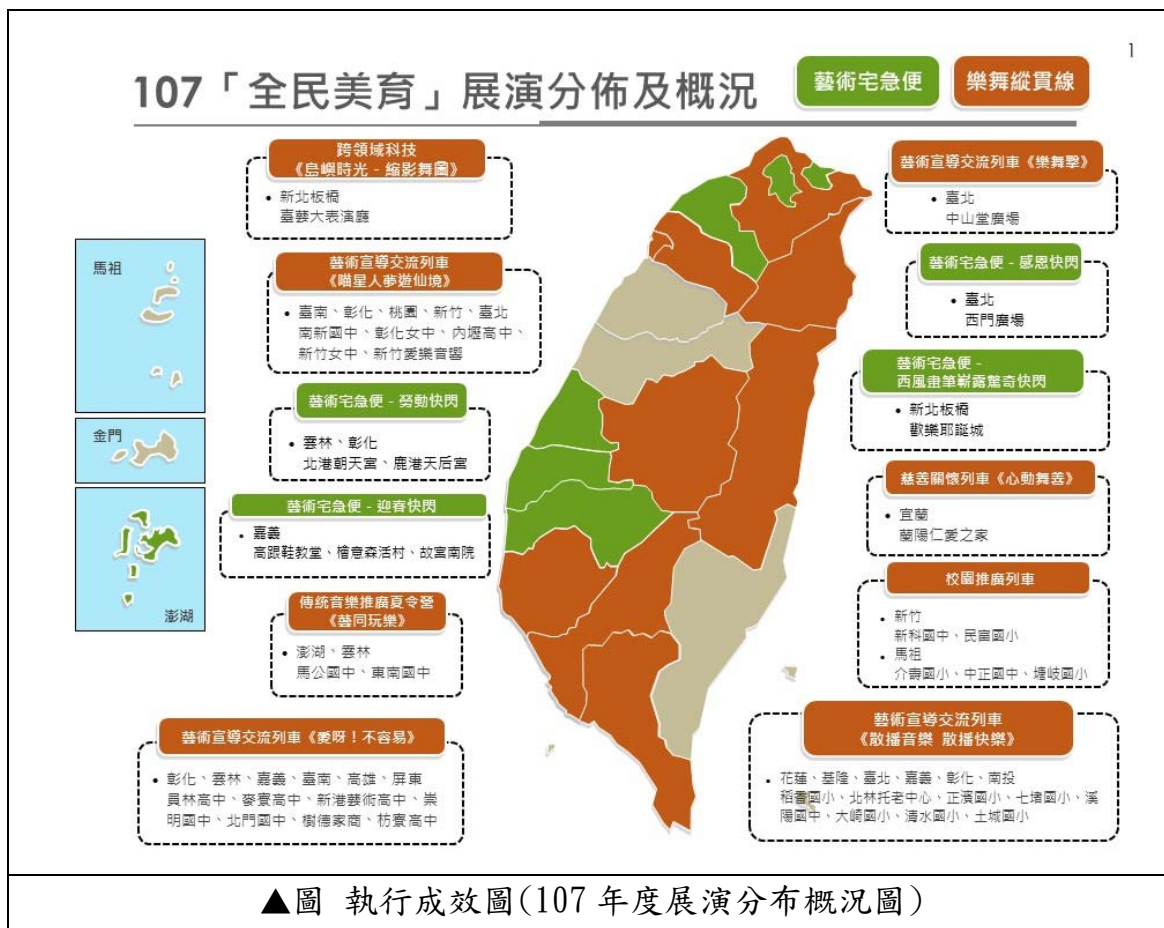 1
107「全民美育」展演分佈及概況
藝術宅急便
樂舞縱貫線
跨領域科技
《島嶼時光-縮影舞圖》
• 新北板橋
臺藝大表演廳
藝術宣導交流列車
《喵星人夢遊仙境》
• 臺南、彰化、桃園、新竹、臺北
南新國中、彰化女中、內壢高中、
新竹女中、新竹愛樂音響
藝術宅急便-勞動快閃
• 雲林、彰化
北港朝天宮、鹿港天后宮
藝術宅急便-迎春快閃
• 嘉義
高跟鞋教堂、檜意森活村、故宮南院
傳統音樂推廣夏令營
《藝同玩樂》
• 澎湖、雲林
馬公國中、東南國中
藝術宣導交流列車《愛呀!不容易》
• 彰化、雲林、嘉義、臺南、高雄、屏東
員林高中、麥寮高中、新港藝術高中、崇
明國中、北門國中、樹德家商、枋寮高中
馬祖
金門
澎湖
藝術宣導交流列車《樂舞擊》
• 臺北
中山堂廣場
藝術宅急便-感恩快閃
• 臺北
西門廣場
藝術宅急便-
西風畫筆嶄露驚奇快閃
• 新北板橋
歡樂耶誕城
慈善關懷列車《心動舞善》
• 宜蘭
蘭陽仁愛之家
校園推廣列車
• 新竹
新科國中、民富國小
• 馬祖
介壽國小、中正國中、塘岐國小
藝術宣導交流列車
《散播音樂 散播快樂》
• 花蓮、基隆、臺北、嘉義、彰化、南投
稻香國小、北林托老中心、正濱國小、七堵國小、溪
陽國中、大崎國小、清水國小、土城國小
▲圖 執行成效圖(107 年度展演分布概況圖)